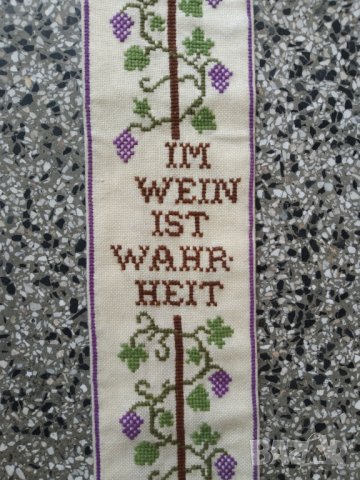 IM
WEIN
IST
WAHR-
HEIT